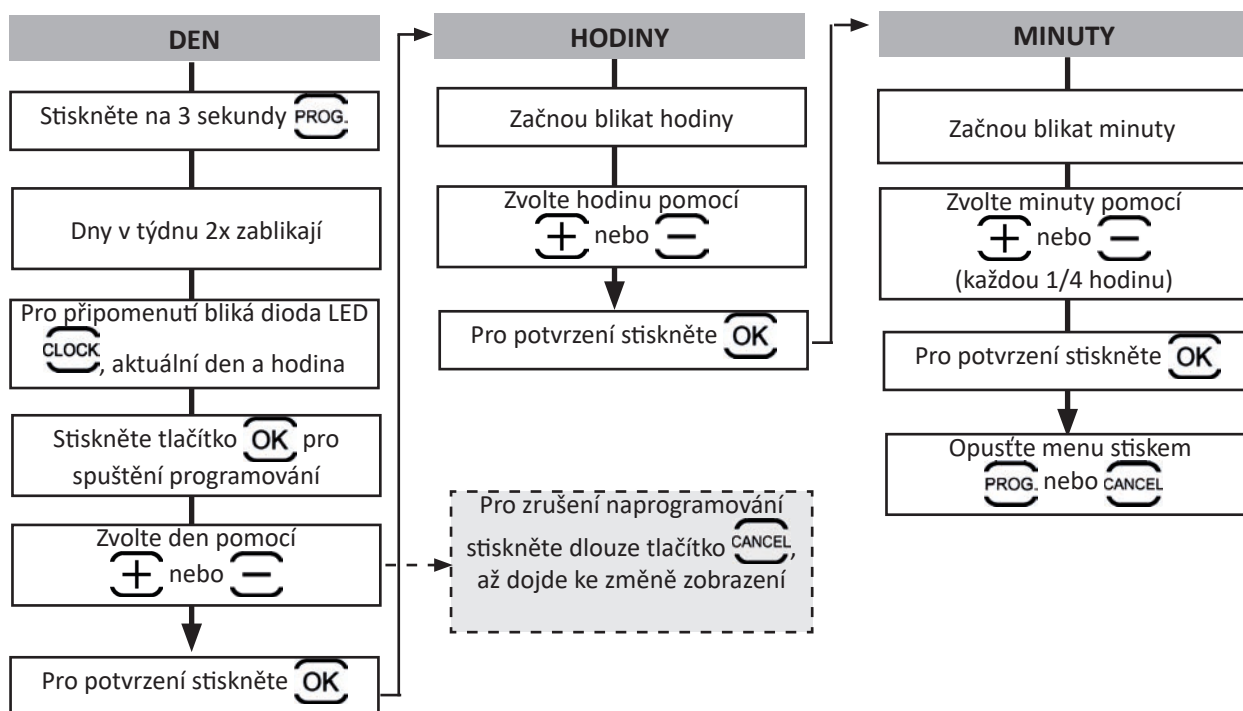 DEN
Stiskněte na 3 sekundy PROG.
Dny v týdnu 2x zablikají
Pro připomenutí bliká dioda LED
CLOCK, aktuální den a hodina
Stiskněte tlačítko OK pro
spuštění programování
Zvolte den pomocí
+ nebo −
Pro potvrzení stiskněte OK
HODINY
Začnou blikat hodiny
Zvolte hodinu pomocí
+ nebo −
Pro potvrzení stiskněte OK
Pro zrušení naprogramování
stiskněte dlouze tlačítko CANCEL,
až dojde ke změně zobrazení
MINUTY
Začnou blikat minuty
Zvolte minuty pomocí
+ nebo −
(každou 1/4 hodinu)
Pro potvrzení stiskněte OK
Opusťte menu stiskem
PROG. nebo CANCEL